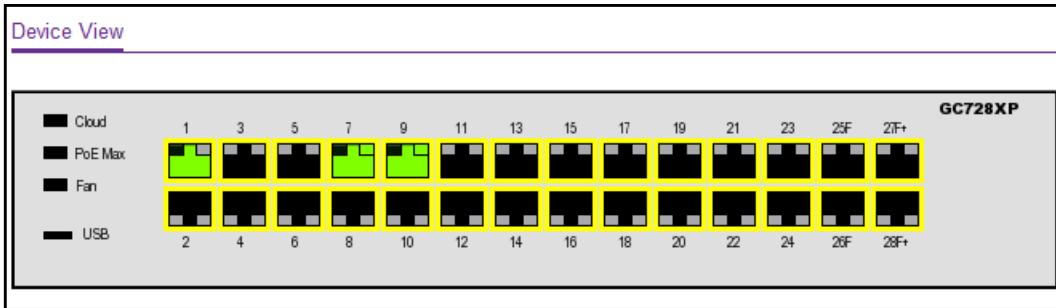 Device View
GC728XP
Cloud
1 3 5 7 9 11 13 15 17 19 21 23 25F 27F+
PoE Max
Fan
USB
2 4 6 8 10 12 14 16 18 20 22 24 26F 28F+